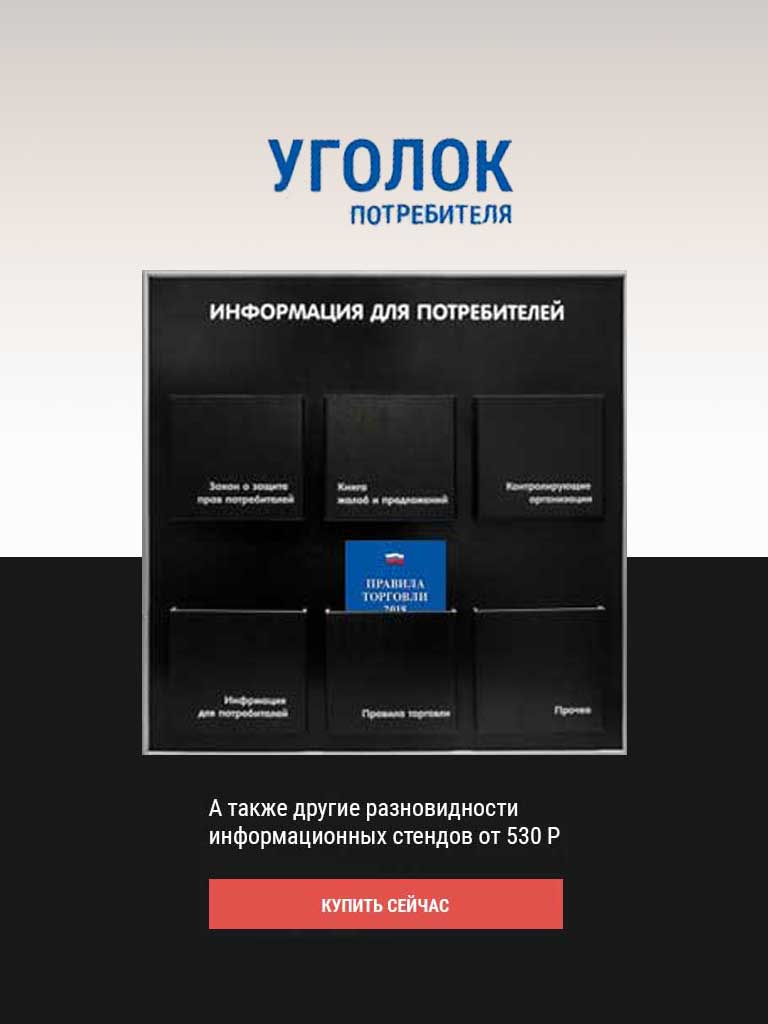 УГОЛОК
ПОТРЕБИТЕЛЯ
ИНФОРМАЦИЯ ДЛЯ ПОТРЕБИТЕЛЕЙ
Закон о защите
прав потребителей
Книга
жалоб и предложений
Контролирующие
организации
ПРАВИЛА
ТОРГОВЛИ
2018
Инфрмация
для потребителей
Правила торговли
Прочее
А также другие разновидности
информационных стендов от 530 Р
КУПИТЬ СЕЙЧАС